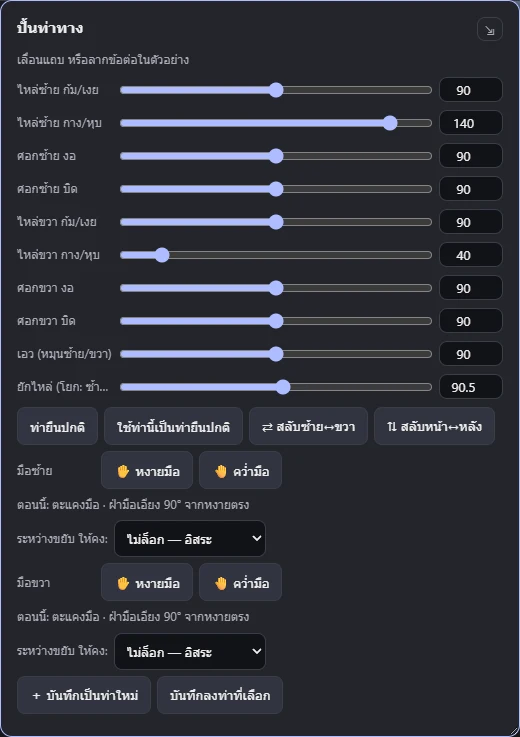 ปั้นท่าทาง
เลื่อนแถบ หรือลากข้อต่อในตัวอย่าง
ไหล่ซ้าย ก้ม/เงย 90
ไหล่ซ้าย กาง/หุบ 140
ศอกซ้าย งอ 90
ศอกซ้าย บิด 90
ไหล่ขวา ก้ม/เงย 90
ไหล่ขวา กาง/หุบ 40
ศอกขวา งอ 90
ศอกขวา บิด 90
เอว (หมุนซ้าย/ขวา) 90
ยักไหล่ (โยก: ซ้า... 90.5
ท่ายืนปกติ ใช้ท่านี้เป็นท่ายืนปกติ ⇄ สลับซ้าย↔ขวา ⇅ สลับหน้า↔หลัง
มือซ้าย 🤚 หงายมือ 🤚 คว่ำมือ
ตอนนี้: ตะแคงมือ · ฝ่ามือเอียง 90° จากหงายตรง
ระหว่างขยับ ให้คง: ไม่ล็อก — อิสระ
มือขวา 🤚 หงายมือ 🤚 คว่ำมือ
ตอนนี้: ตะแคงมือ · ฝ่ามือเอียง 90° จากหงายตรง
ระหว่างขยับ ให้คง: ไม่ล็อก — อิสระ
+ บันทึกเป็นท่าใหม่ บันทึกลงท่าที่เลือก